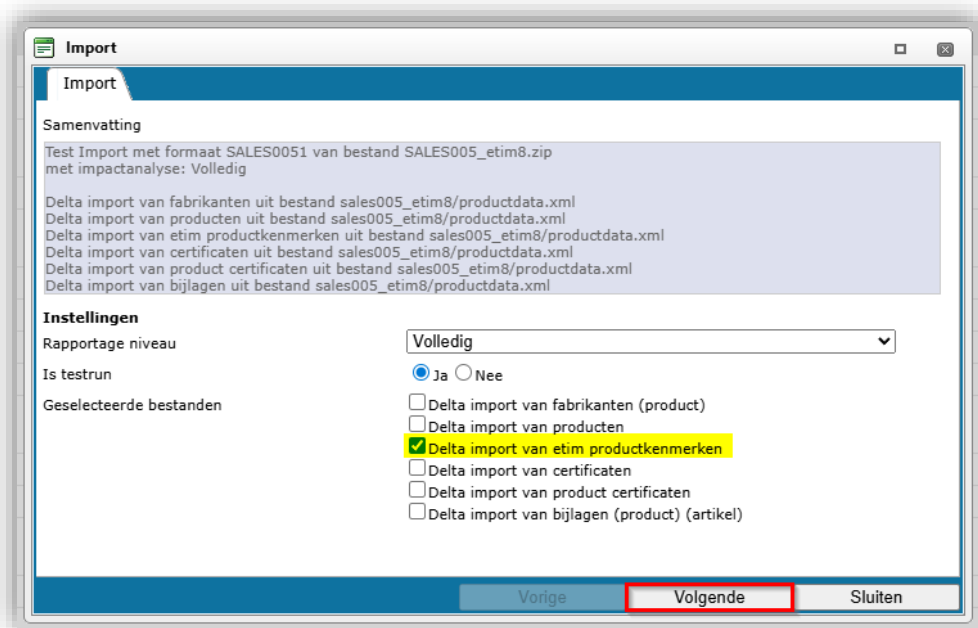 Import
Import
Samenvatting
Test Import met formaat SALES0051 van bestand SALES005_etim8.zip
met impactanalyse: Volledig
Delta import van fabrikanten uit bestand sales005_etim8/productdata.xml
Delta import van producten uit bestand sales005_etim8/productdata.xml
Delta import van etim productkenmerken uit bestand sales005_etim8/productdata.xml
Delta import van certificaten uit bestand sales005_etim8/productdata.xml
Delta import van product certificaten uit bestand sales005_etim8/productdata.xml
Delta import van bijlagen uit bestand sales005_etim8/productdata.xml
Instellingen
Rapportage niveau Volledig
Is testrun Ja Nee
Geselecteerde bestanden Delta import van fabrikanten (product)
Delta import van producten
Delta import van etim productkenmerken
Delta import van certificaten
Delta import van product certificaten
Delta import van bijlagen (product) (artikel)
Vorige Volgende Sluiten